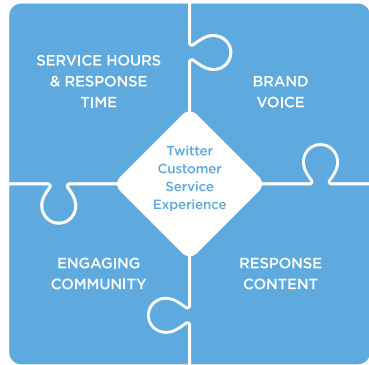 SERVICE HOURS
& RESPONSE
TIME
BRAND
VOICE
Twitter
Customer
Service
Experience
ENGAGING
COMMUNITY
RESPONSE
CONTENT